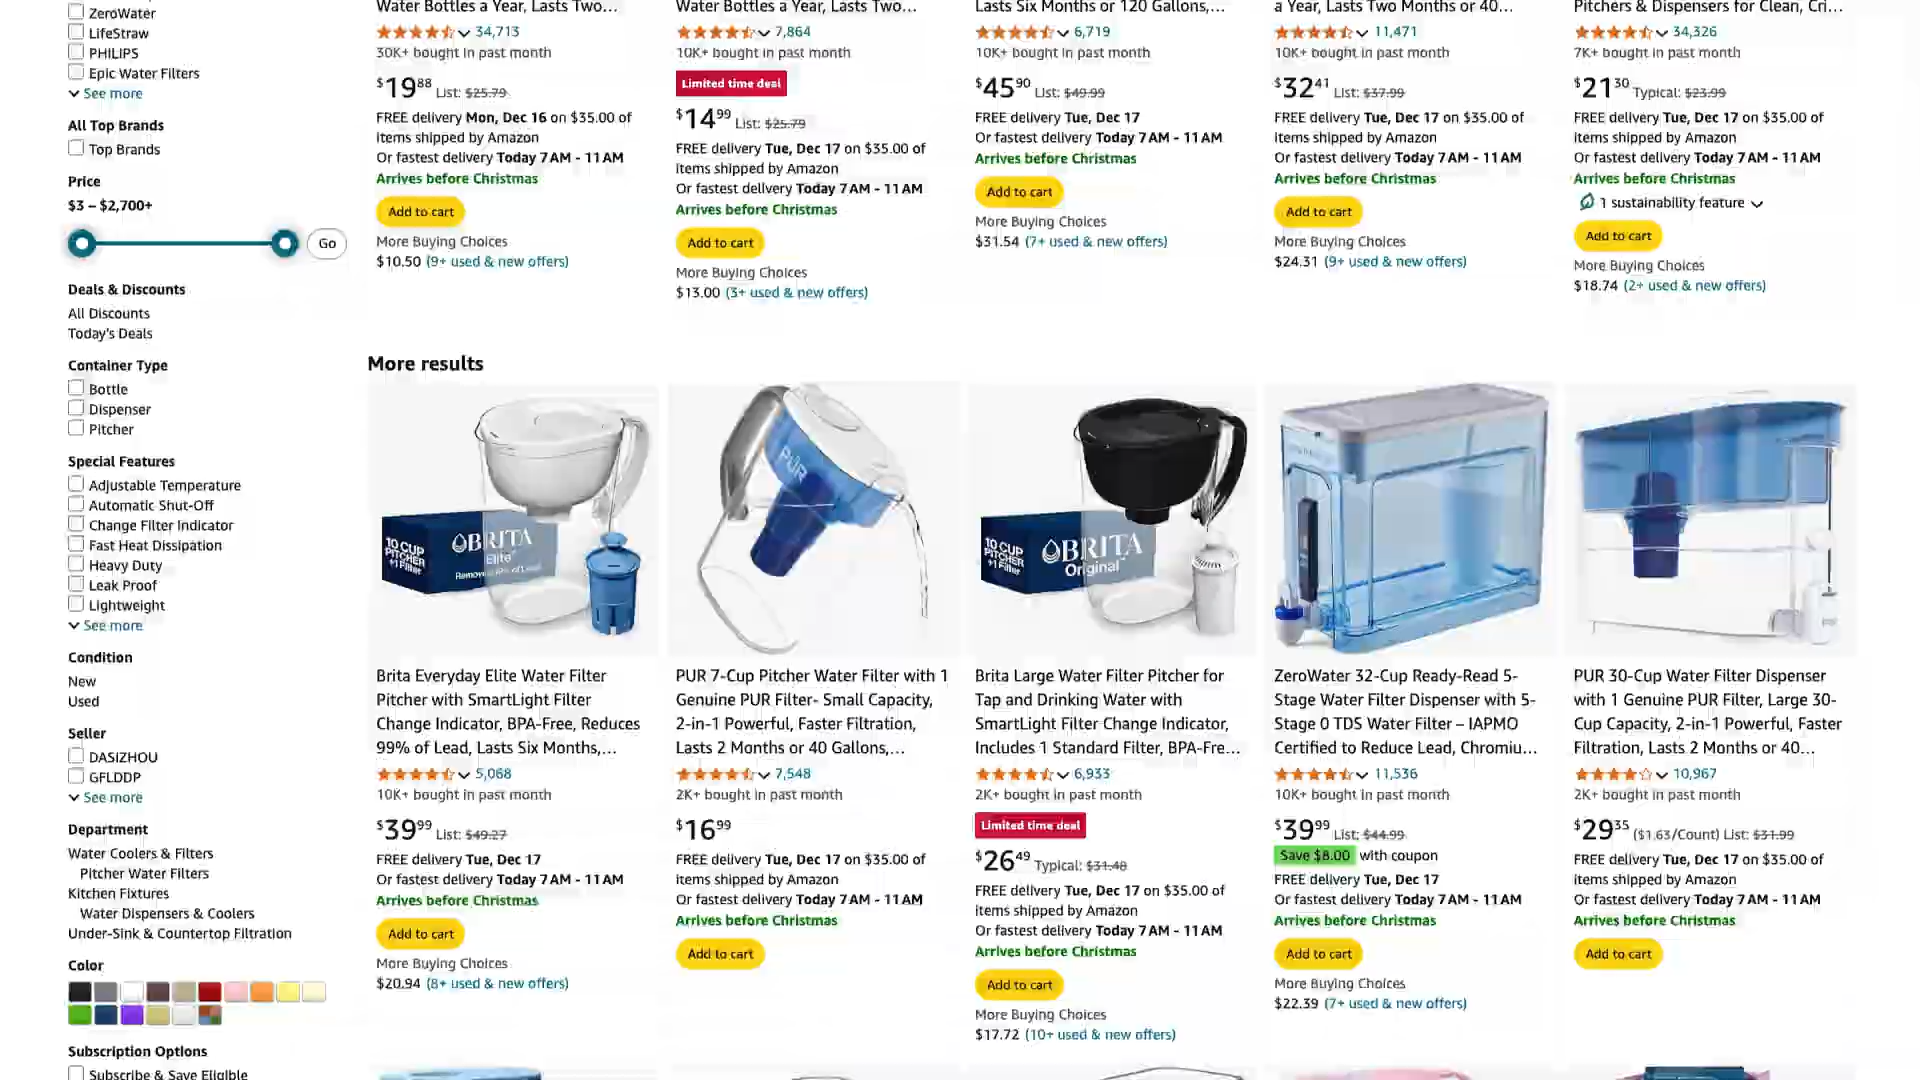 ZeroWater
LifeStraw
PHILIPS
Epic Water Filters
See more
All Top Brands
Top Brands
Price
$3 – $2,700+
Go
Deals & Discounts
All Discounts
Today's Deals
Container Type
Bottle
Dispenser
Pitcher
Special Features
Adjustable Temperature
Automatic Shut-Off
Change Filter Indicator
Fast Heat Dissipation
Heavy Duty
Leak Proof
Lightweight
See more
Condition
New
Used
Seller
DASIZHOU
GFLDDP
See more
Department
Water Coolers & Filters
Pitcher Water Filters
Kitchen Fixtures
Water Dispensers & Coolers
Under-Sink & Countertop Filtration
Color
Subscription Options
Subscribe & Save Eligible
Water Bottles a Year, Lasts Two...
34,713
30K+ bought in past month
$19 88 List: $25.79
FREE delivery Mon, Dec 16 on $35.00 of
items shipped by Amazon
Or fastest delivery Today 7 AM - 11 AM
Arrives before Christmas
Add to cart
More Buying Choices
$10.50 (9+ used & new offers)
Water Bottles a Year, Lasts Two...
7,864
10K+ bought in past month
Limited time deal
$14 99 List: $25.79
FREE delivery Tue, Dec 17 on $35.00 of
items shipped by Amazon
Or fastest delivery Today 7 AM - 11 AM
Arrives before Christmas
Add to cart
More Buying Choices
$13.00 (3+ used & new offers)
Lasts Six Months or 120 Gallons,...
6,719
10K+ bought in past month
$45 90 List: $49.99
FREE delivery Tue, Dec 17
Or fastest delivery Today 7 AM - 11 AM
Arrives before Christmas
Add to cart
More Buying Choices
$31.54 (7+ used & new offers)
a Year, Lasts Two Months or 40...
11,471
10K+ bought in past month
$32 41 List: $37.99
FREE delivery Tue, Dec 17 on $35.00 of
items shipped by Amazon
Or fastest delivery Today 7 AM - 11 AM
Arrives before Christmas
Add to cart
More Buying Choices
$24.31 (9+ used & new offers)
Pitchers & Dispensers for Clean, Cri...
34,326
7K+ bought in past month
$21 30 Typical: $23.99
FREE delivery Tue, Dec 17 on $35.00 of
items shipped by Amazon
Or fastest delivery Today 7 AM - 11 AM
Arrives before Christmas
1 sustainability feature
Add to cart
More Buying Choices
$18.74 (2+ used & new offers)
More results
10 CUP
PITCHER
+1 Filter
BRITA
Elite
Brita Everyday Elite Water Filter
Pitcher with SmartLight Filter
Change Indicator, BPA-Free, Reduces
99% of Lead, Lasts Six Months,...
5,068
10K+ bought in past month
$39 99 List: $49.27
FREE delivery Tue, Dec 17
Or fastest delivery Today 7 AM - 11 AM
Arrives before Christmas
Add to cart
More Buying Choices
$20.94 (8+ used & new offers)
PUR
PUR 7-Cup Pitcher Water Filter with 1
Genuine PUR Filter- Small Capacity,
2-in-1 Powerful, Faster Filtration,
Lasts 2 Months or 40 Gallons,...
7,548
2K+ bought in past month
$16 99
FREE delivery Tue, Dec 17 on $35.00 of
items shipped by Amazon
Or fastest delivery Today 7 AM - 11 AM
Arrives before Christmas
Add to cart
10 CUP
PITCHER
+1 Filter
BRITA
Original
Brita Large Water Filter Pitcher for
Tap and Drinking Water with
SmartLight Filter Change Indicator,
Includes 1 Standard Filter, BPA-Fre...
6,933
2K+ bought in past month
Limited time deal
$26 49 Typical: $31.48
FREE delivery Tue, Dec 17 on $35.00 of
items shipped by Amazon
Or fastest delivery Today 7 AM - 11 AM
Arrives before Christmas
Add to cart
More Buying Choices
$17.72 (10+ used & new offers)
ZeroWater 32-Cup Ready-Read 5-
Stage Water Filter Dispenser with 5-
Stage 0 TDS Water Filter – IAPMO
Certified to Reduce Lead, Chromiu...
11,536
10K+ bought in past month
$39 99 List: $44.99
Save $8.00 with coupon
FREE delivery Tue, Dec 17
Or fastest delivery Today 7 AM - 11 AM
Arrives before Christmas
Add to cart
More Buying Choices
$22.39 (7+ used & new offers)
PUR 30-Cup Water Filter Dispenser
with 1 Genuine PUR Filter, Large 30-
Cup Capacity, 2-in-1 Powerful, Faster
Filtration, Lasts 2 Months or 40...
10,967
2K+ bought in past month
$29 35 ($1.63/Count) List: $31.99
FREE delivery Tue, Dec 17 on $35.00 of
items shipped by Amazon
Or fastest delivery Today 7 AM - 11 AM
Arrives before Christmas
Add to cart